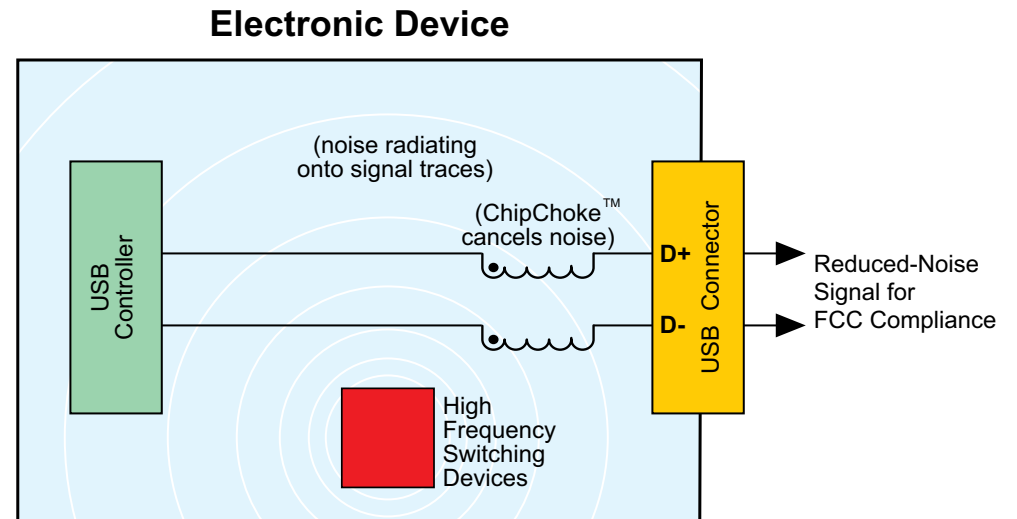 Electronic Device
(noise radiating
onto signal traces)
(ChipChoke™
cancels noise)
USB
Controller
D+
D-
USB Connector
Reduced-Noise
Signal for
FCC Compliance
High
Frequency
Switching
Devices